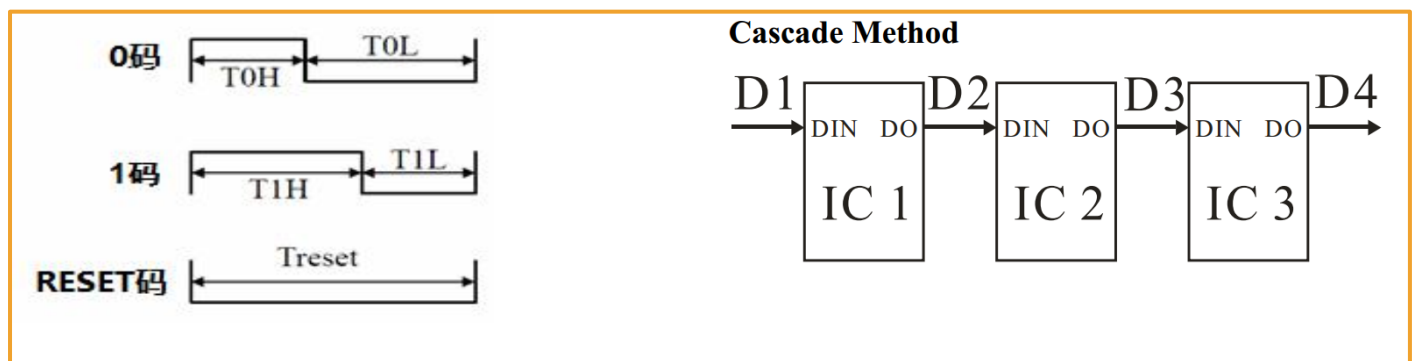 0码 T0H T0L
1码 T1H T1L
RESET码 Treset
Cascade Method
D1 D2 D3 D4
DIN DO DIN DO DIN DO
IC 1 IC 2 IC 3